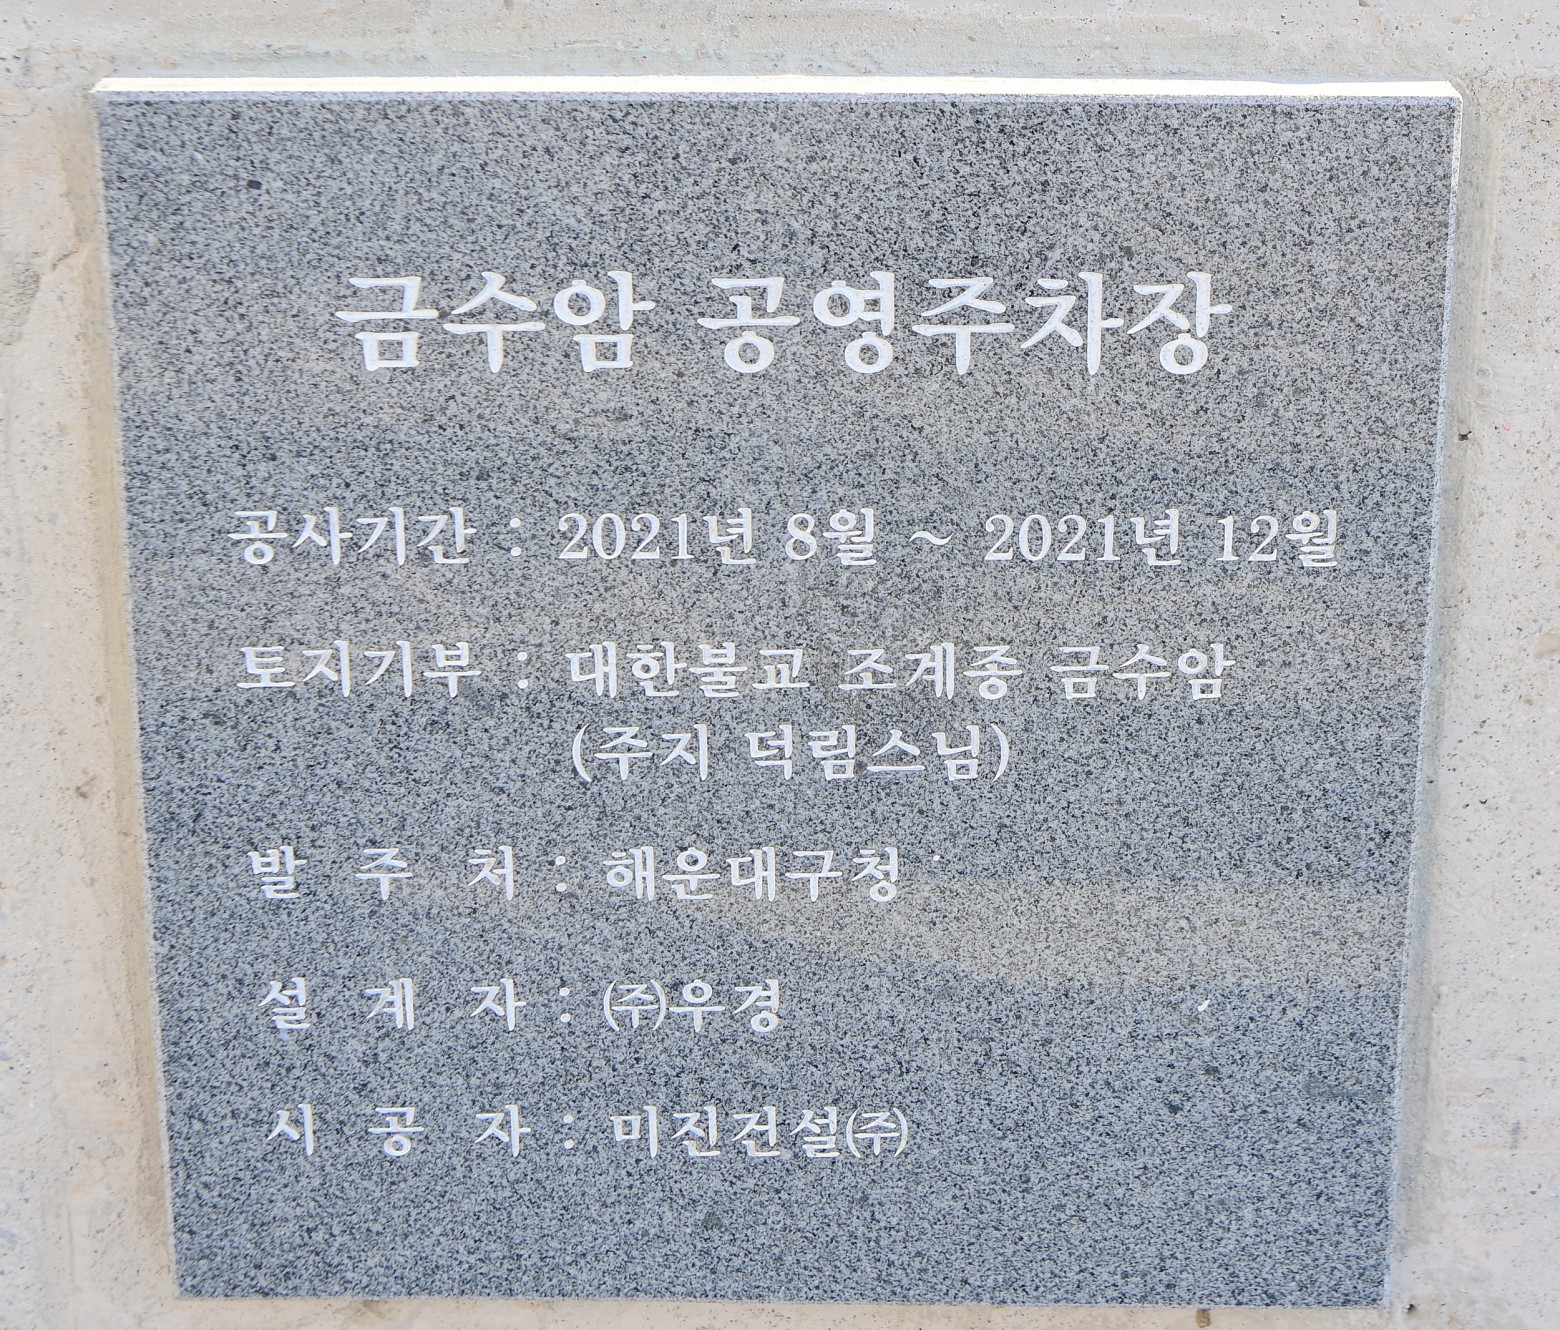 금수암 공영주차장
공사기간 : 2021년 8월 ~ 2021년 12월
토지기부 : 대한불교 조계종 금수암
(주지 덕림스님)
발 주 처 : 해운대구청
설 계 자 : ㈜우경
시 공 자 : 미진건설㈜